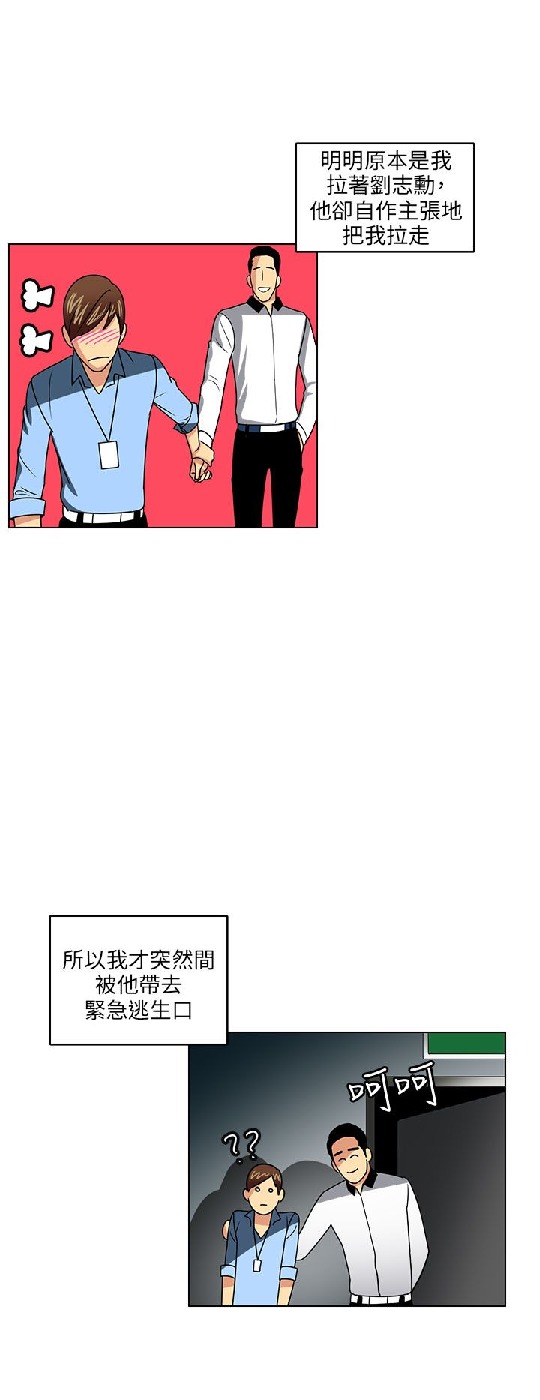 明明原本是我
拉著劉志勳，
他卻自作主張地
把我拉走
ㄒㄒ
所以我才突然間
被他帶去
緊急逃生口
呵呵
??